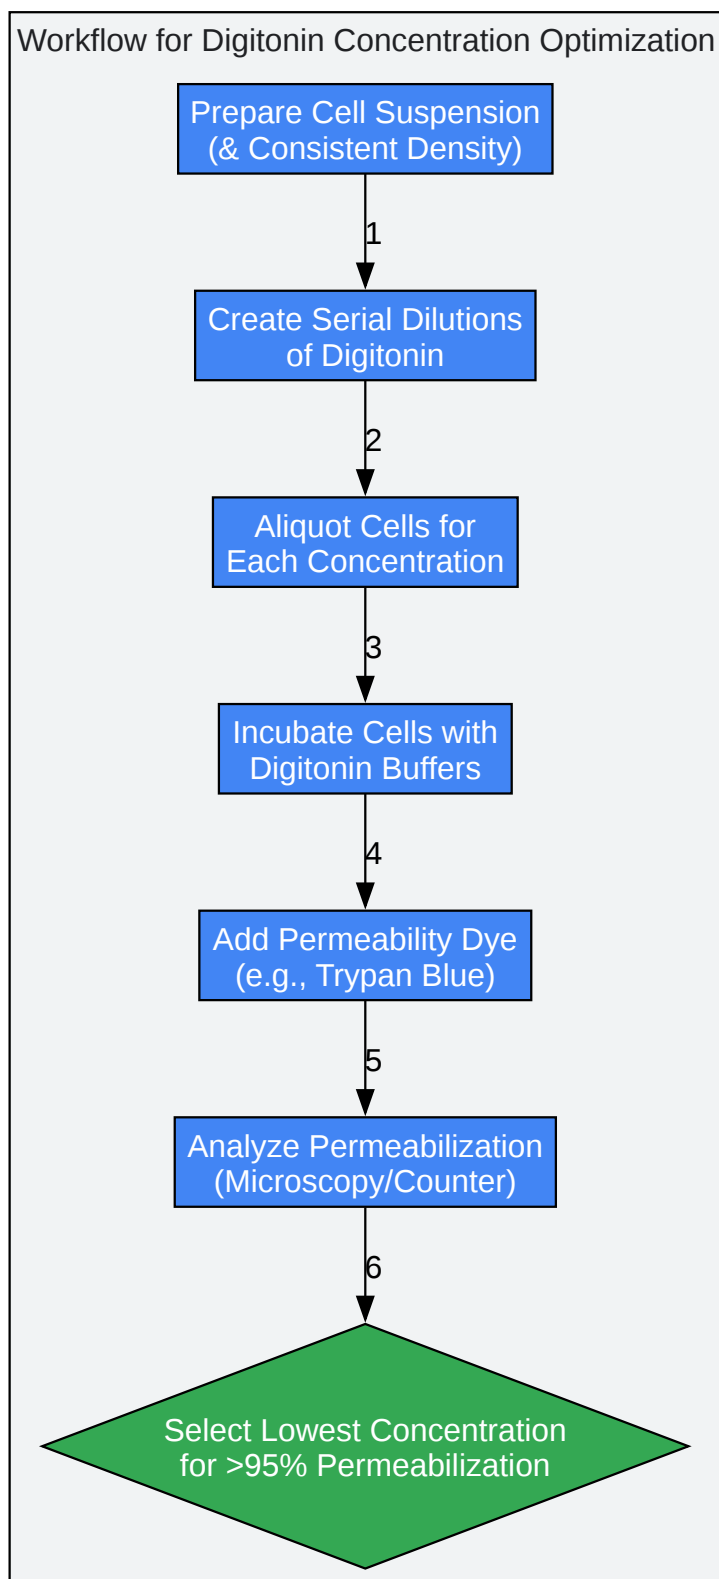 Workflow for Digitonin Concentration Optimization
Prepare Cell Suspension
(& Consistent Density)
1
Create Serial Dilutions
of Digitonin
2
Aliquot Cells for
Each Concentration
3
Incubate Cells with
Digitonin Buffers
4
Add Permeability Dye
(e.g., Trypan Blue)
5
Analyze Permeabilization
(Microscopy/Counter)
6
Select Lowest Concentration
for >95% Permeabilization